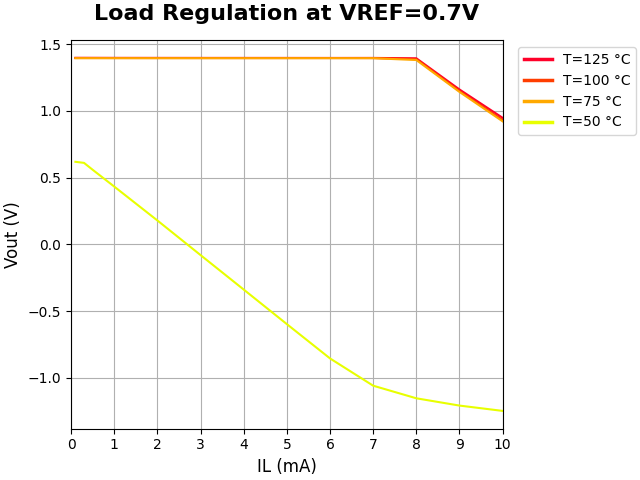 Load Regulation at VREF=0.7V
T=125 °C
T=100 °C
T=75 °C
T=50 °C
1.5
1.0
0.5
0.0
−0.5
−1.0
Vout (V)
0 1 2 3 4 5 6 7 8 9 10
IL (mA)